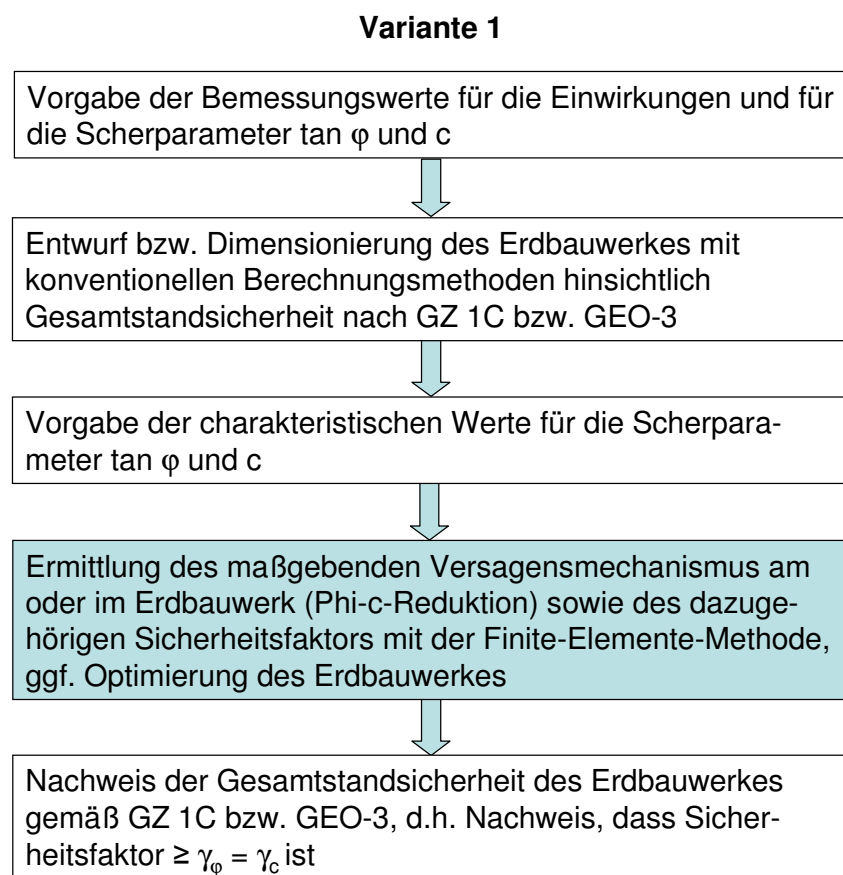 Variante 1
Vorgabe der Bemessungswerte für die Einwirkungen und für
die Scherparameter tan φ und c
Entwurf bzw. Dimensionierung des Erdbauwerkes mit
konventionellen Berechnungsmethoden hinsichtlich
Gesamtstandsicherheit nach GZ 1C bzw. GEO-3
Vorgabe der charakteristischen Werte für die Scherpara-
meter tan φ und c
Ermittlung des maßgebenden Versagensmechanismus am
oder im Erdbauwerk (Phi-c-Reduktion) sowie des dazuge-
hörigen Sicherheitsfaktors mit der Finite-Elemente-Methode,
ggf. Optimierung des Erdbauwerkes
Nachweis der Gesamtstandsicherheit des Erdbauwerkes
gemäß GZ 1C bzw. GEO-3, d.h. Nachweis, dass Sicher-
heitsfaktor ≥ γφ = γc ist